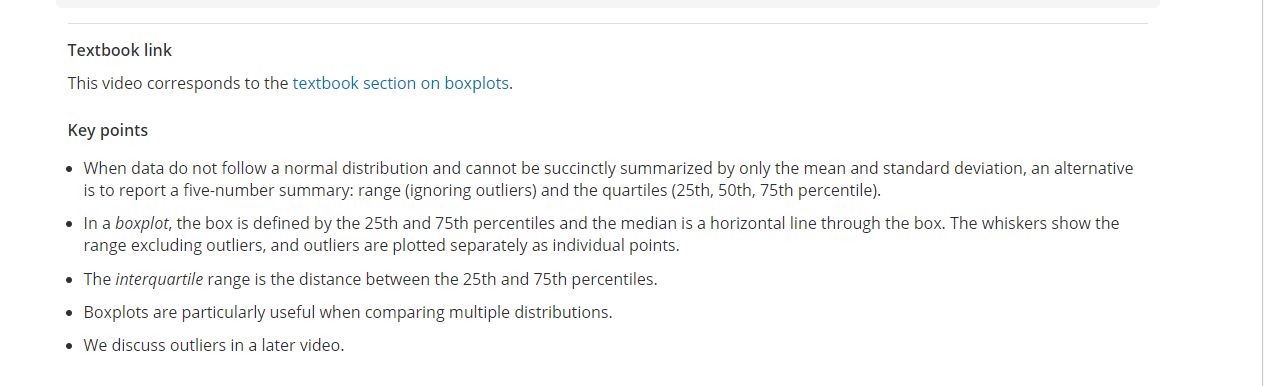 Textbook link
This video corresponds to the textbook section on boxplots.
Key points
• When data do not follow a normal distribution and cannot be succinctly summarized by only the mean and standard deviation, an alternative
is to report a five-number summary: range (ignoring outliers) and the quartiles (25th, 50th, 75th percentile).
• In a boxplot, the box is defined by the 25th and 75th percentiles and the median is a horizontal line through the box. The whiskers show the
range excluding outliers, and outliers are plotted separately as individual points.
• The interquartile range is the distance between the 25th and 75th percentiles.
• Boxplots are particularly useful when comparing multiple distributions.
• We discuss outliers in a later video.